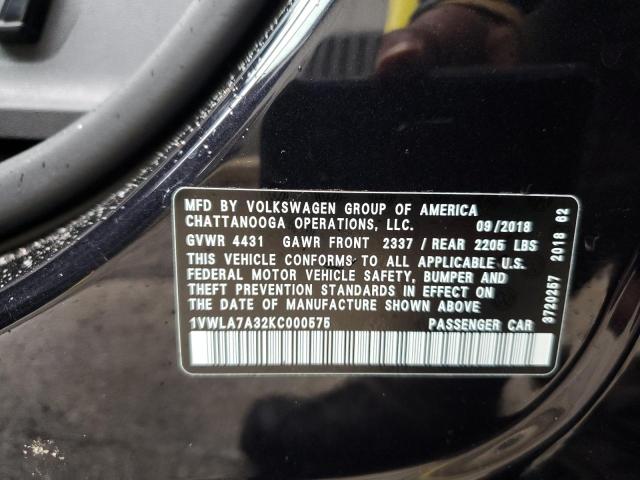 MFD BY VOLKSWAGEN GROUP OF AMERICA
CHATTANOOGA OPERATIONS, LLC. 09/2018
GVWR 4431 GAWR FRONT 2337 / REAR 2205 LBS
THIS VEHICLE CONFORMS TO ALL APPLICABLE U.S.
FEDERAL MOTOR VEHICLE SAFETY, BUMPER AND
THEFT PREVENTION STANDARDS IN EFFECT ON
THE DATE OF MANUFACTURE SHOWN ABOVE
1VWLA7A32KC000575 PASSENGER CAR
3720257 2018 62